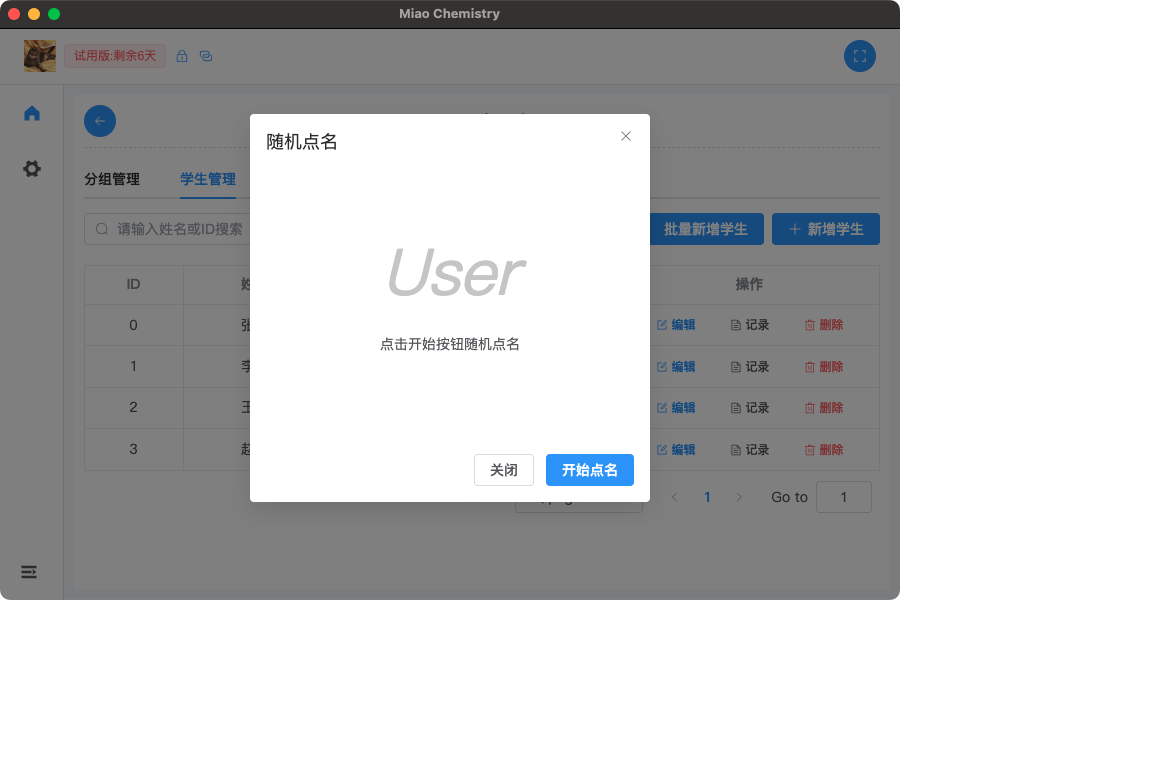 Miao Chemistry
试用版:剩余6天
随机点名
分组管理
学生管理
请输入姓名或ID搜索
批量新增学生
新增学生
User
点击开始按钮随机点名
ID
操作
0
编辑
记录
删除
1
编辑
记录
删除
2
编辑
记录
删除
3
编辑
记录
删除
关闭
开始点名
1
Go to
1